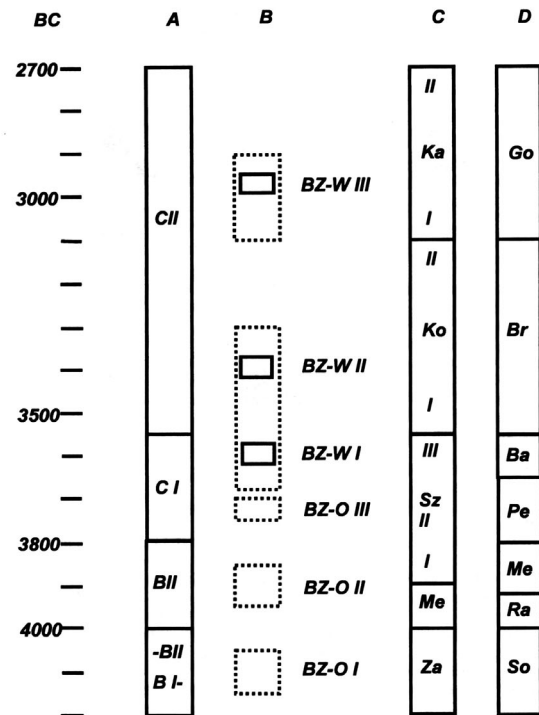 BC A B C D
2700
II
Ka Go
BZ-W III
3000
CII I
II
Ko Br
BZ-W II
I
3500
BZ-W I III Ba
C I Sz BZ-O III Pe
II
3800
I Me
BII BZ-O II
Me Ra
4000
-BII
BZ-O I Za So
B I-